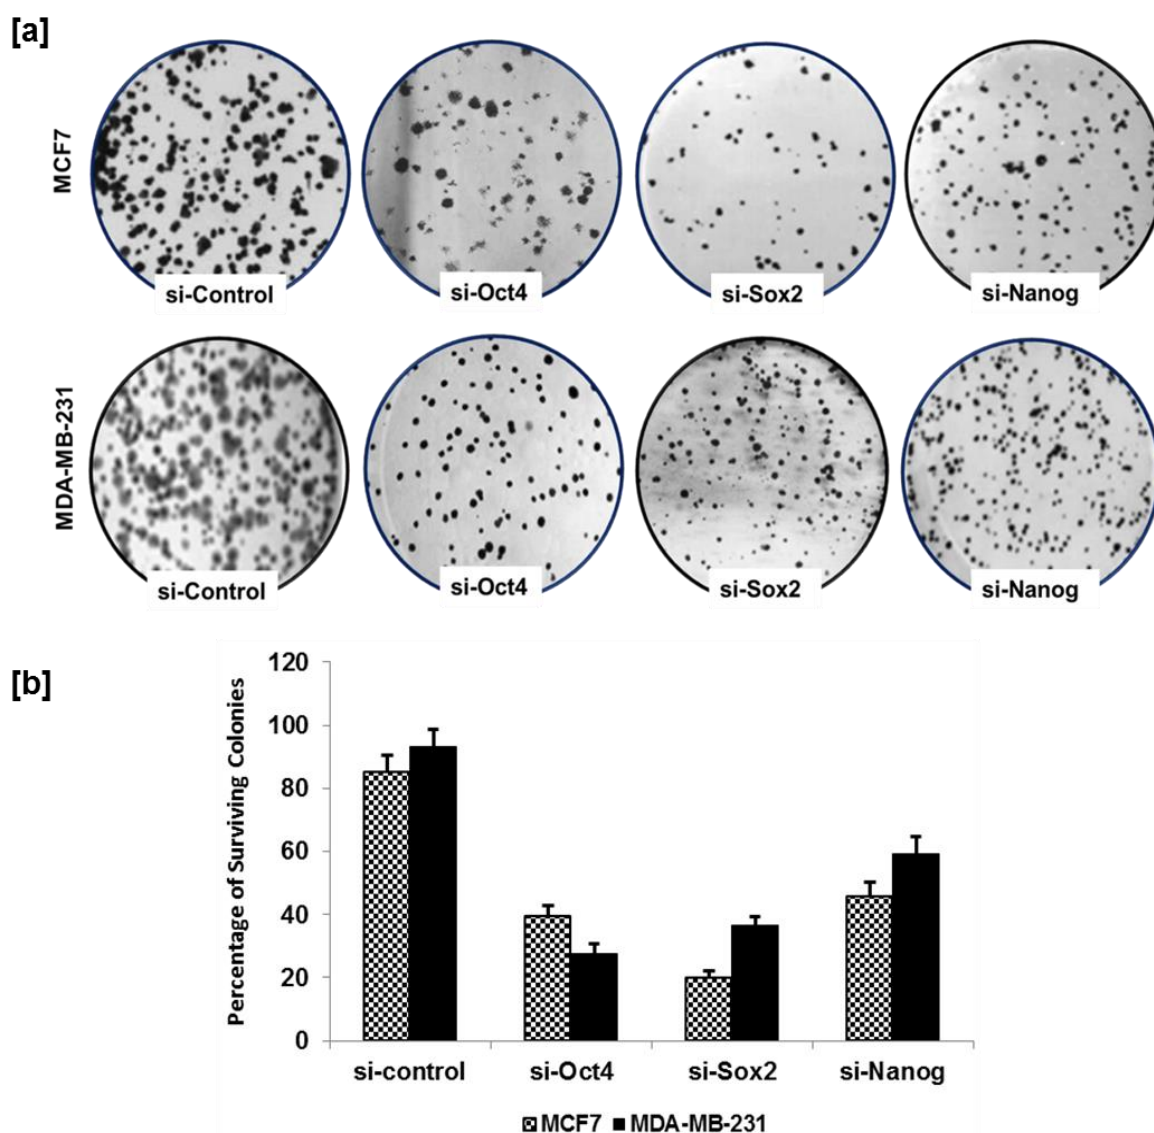 [a]
MCF7
si-Control
si-Oct4
si-Sox2
si-Nanog
MDA-MB-231
si-Control
si-Oct4
si-Sox2
si-Nanog
[b]
Percentage of Surviving Colonies
120
100
80
60
40
20
0
si-control
si-Oct4
si-Sox2
si-Nanog
MCF7 MDA-MB-231